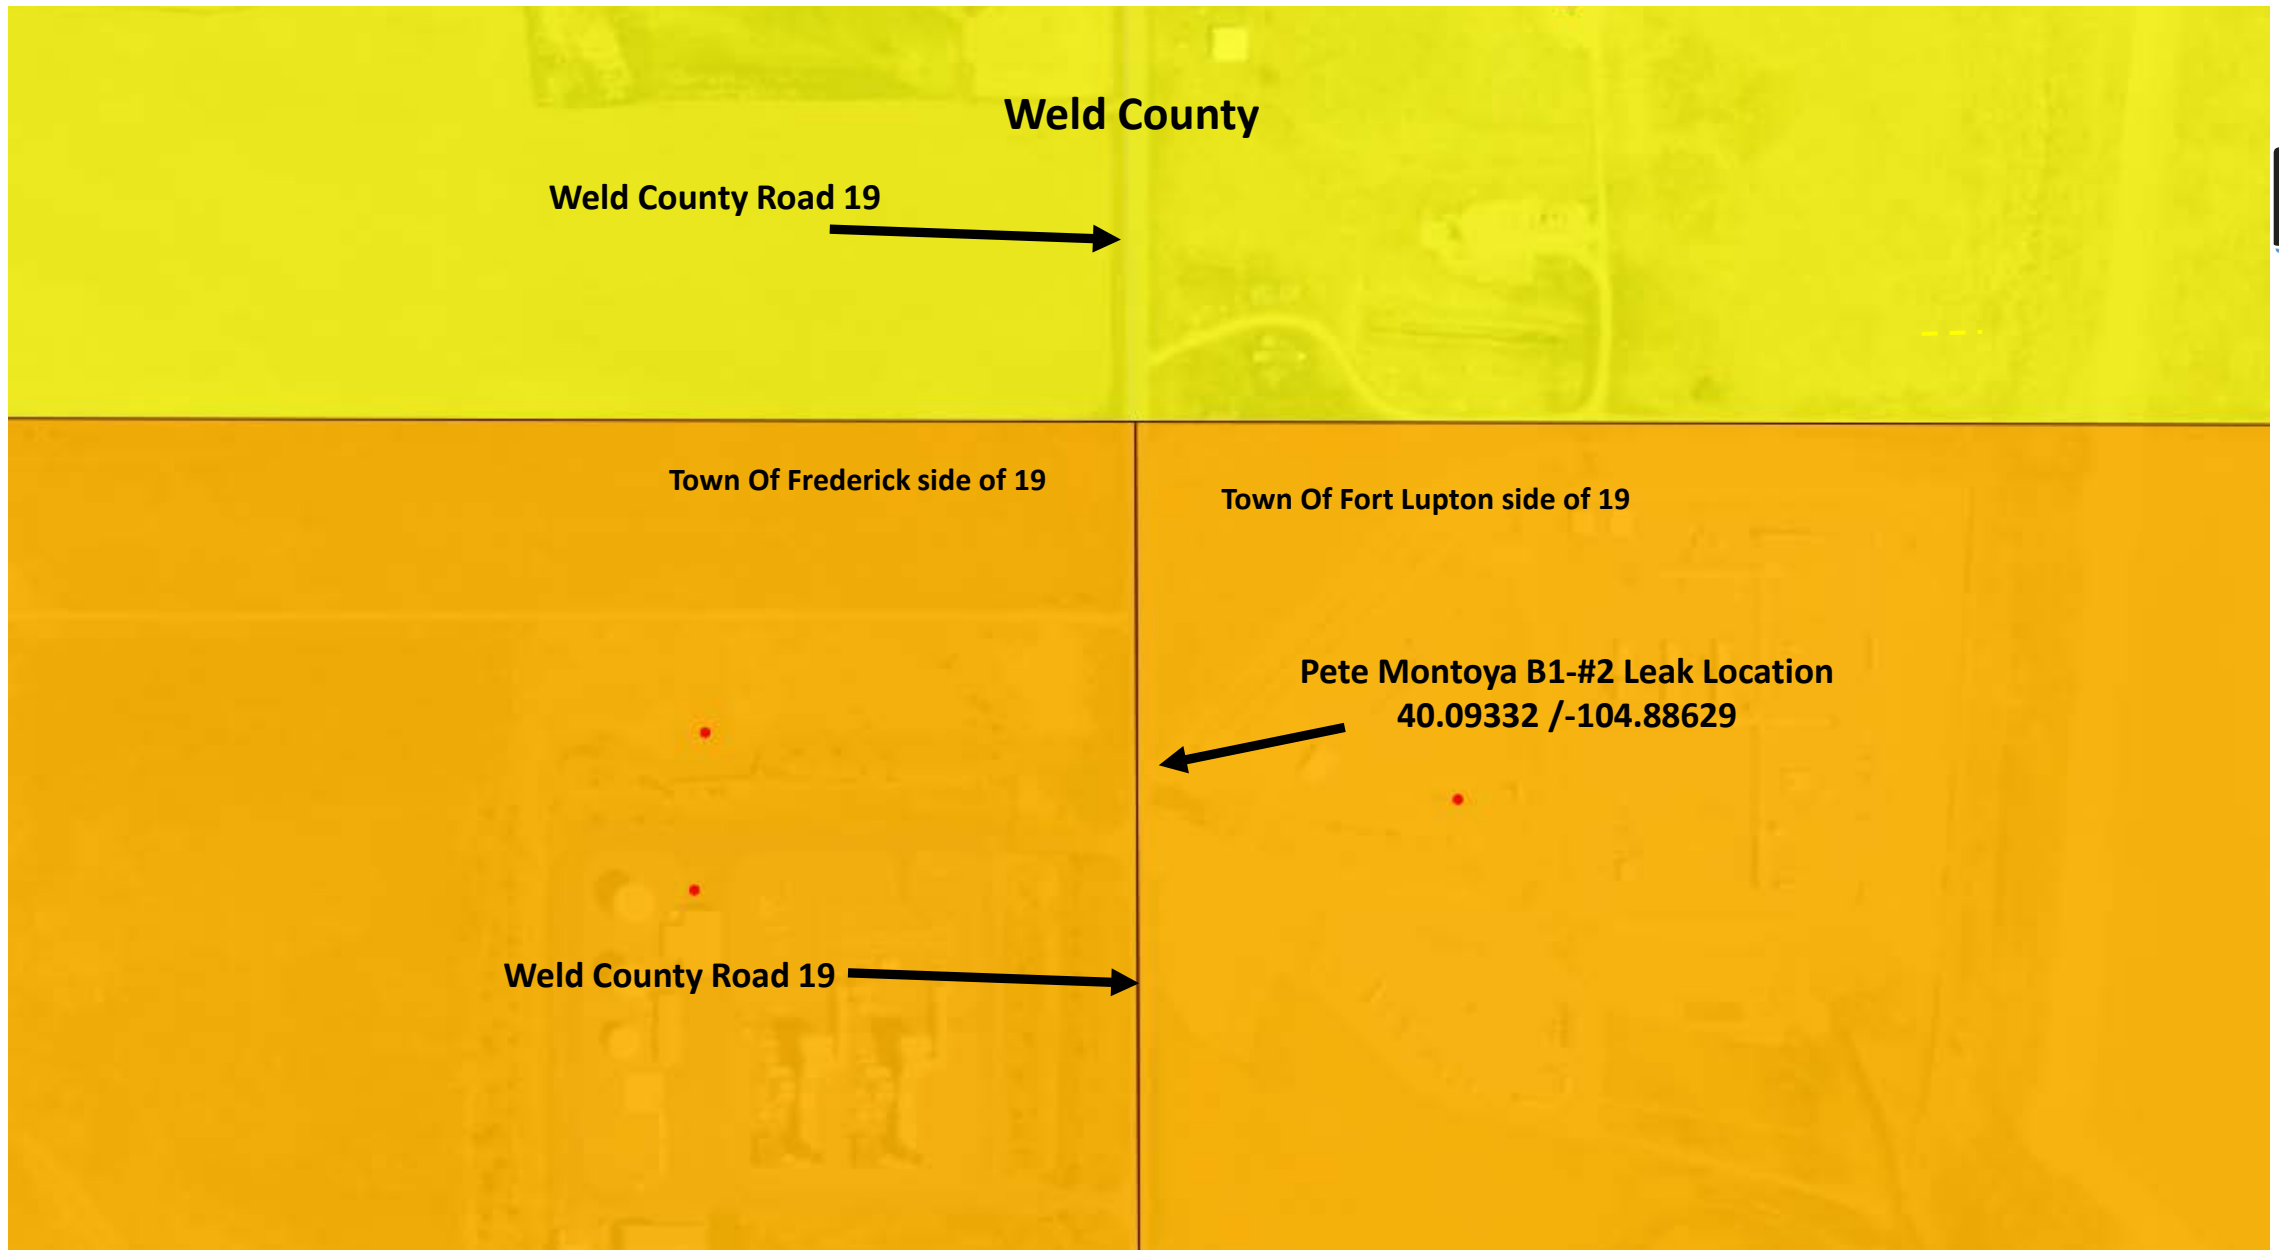 Weld County
Weld County Road 19
Town Of Frederick side of 19
Town Of Fort Lupton side of 19
Pete Montoya B1-#2 Leak Location
40.09332 /-104.88629
Weld County Road 19